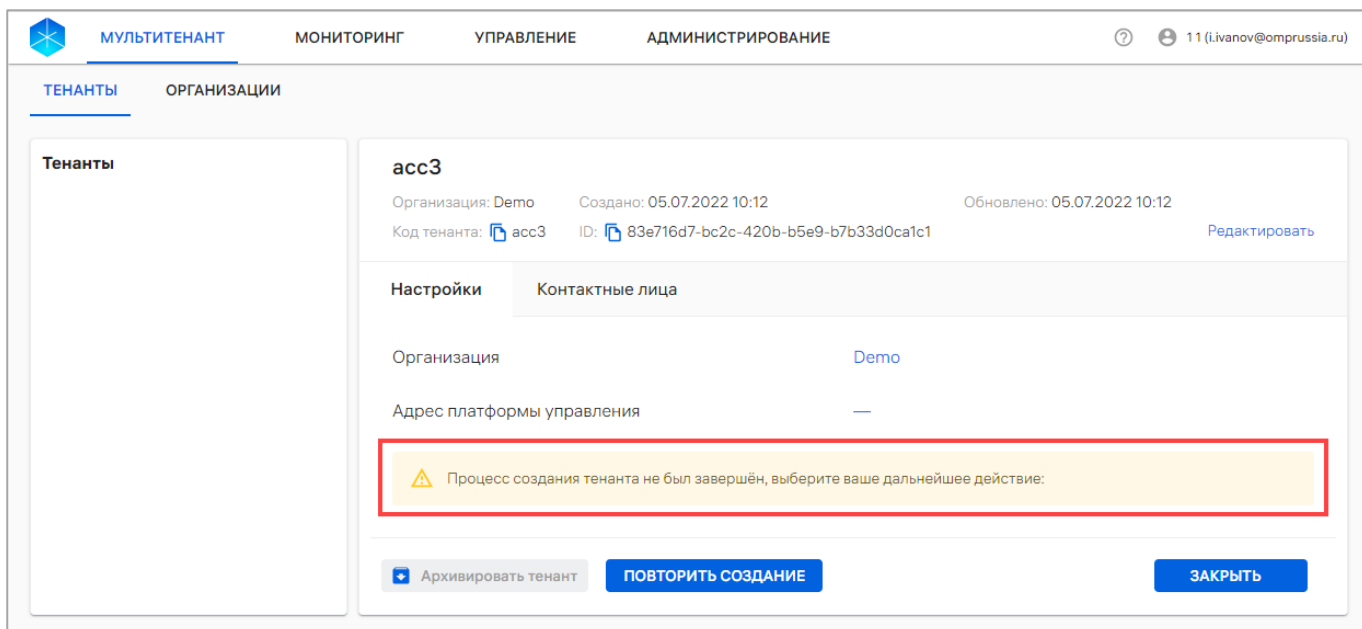 МУЛЬТИТЕНАНТ МОНИТОРИНГ УПРАВЛЕНИЕ АДМИНИСТРИРОВАНИЕ 1 1 (i.ivanov@omprussia.ru)
ТЕНАНТЫ ОРГАНИЗАЦИИ
Тенанты
acc3
Организация: Demo Создано: 05.07.2022 10:12 Обновлено: 05.07.2022 10:12
Код тенанта: acc3 ID: 83e716d7-bc2c-420b-b5e9-b7b33d0ca1c1 Редактировать
Настройки Контактные лица
Организация Demo
Адрес платформы управления —
Процесс создания тенанта не был завершён, выберите ваше дальнейшее действие:
Архивировать тенант ПОВТОРИТЬ СОЗДАНИЕ ЗАКРЫТЬ